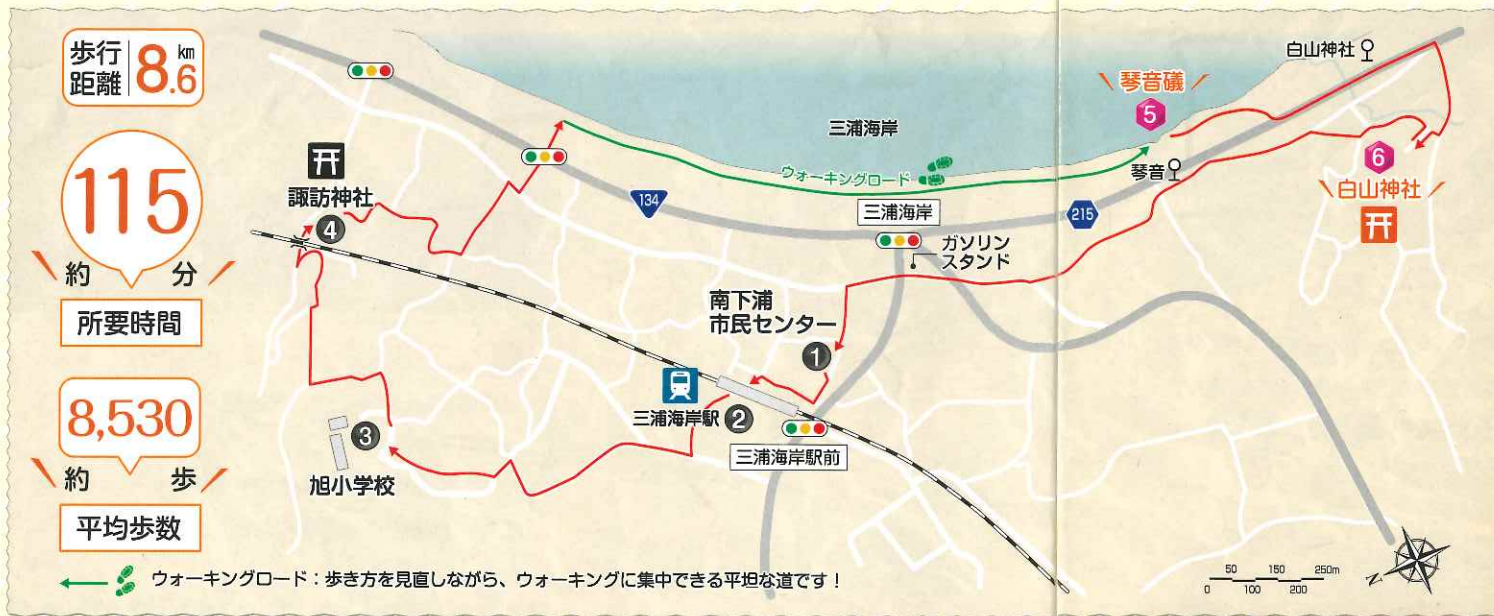 歩行
距離
8.6 km
約115分
所要時間
8,530
約 歩
平均歩数
諏訪神社
4
134
三浦海岸
ウォーキングロード
三浦海岸
ガソリン
スタンド
215
琴音
琴音礒
5
白山神社
6
白山神社
南下浦
市民センター
1
三浦海岸駅
2
三浦海岸駅前
3
旭小学校
ウォーキングロード：歩き方を見直しながら、ウォーキングに集中できる平坦な道です！
50 150 250m
0 100 200
N